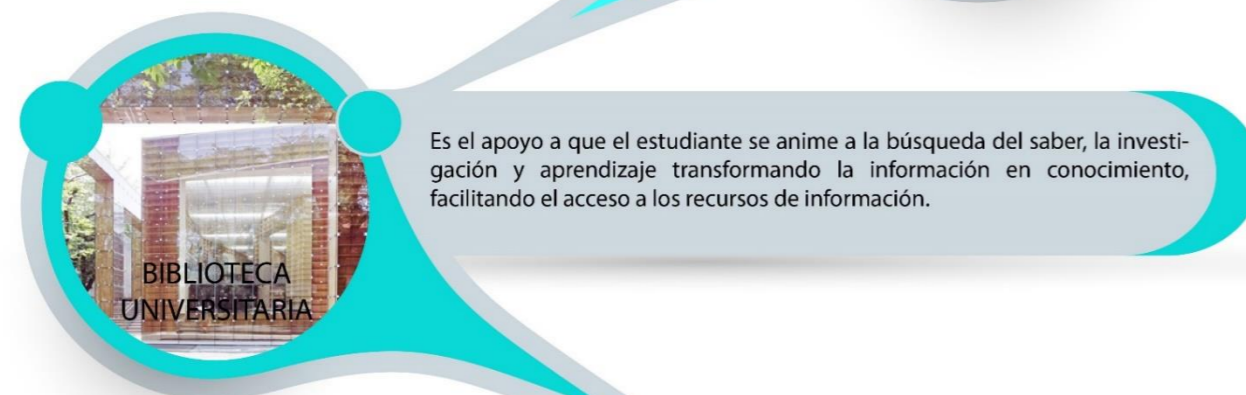 BIBLIOTECA
UNIVERSITARIA
Es el apoyo a que el estudiante se anime a la búsqueda del saber, la investi-
gación y aprendizaje transformando la información en conocimiento,
facilitando el acceso a los recursos de información.